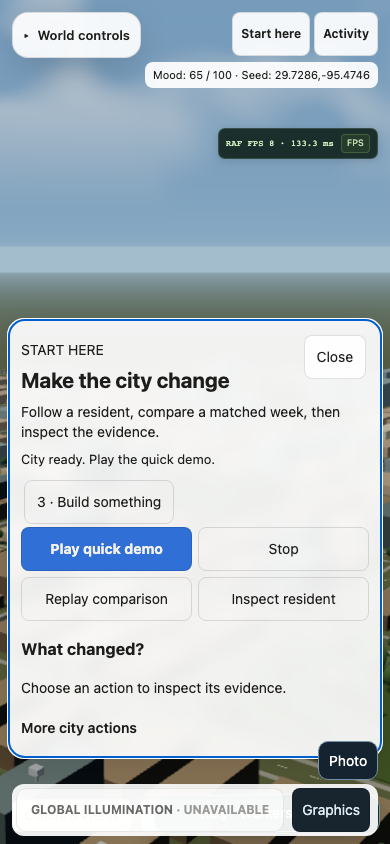 ▸ World controls
Start here
Activity
Mood: 65 / 100 · Seed: 29.7286,-95.4746
RAF FPS 8 · 133.3 ms
FPS
START HERE
Close
Make the city change
Follow a resident, compare a matched week, then
inspect the evidence.
City ready. Play the quick demo.
3 · Build something
Play quick demo
Stop
Replay comparison
Inspect resident
What changed?
Choose an action to inspect its evidence.
More city actions
Photo
GLOBAL ILLUMINATION · UNAVAILABLE
Graphics